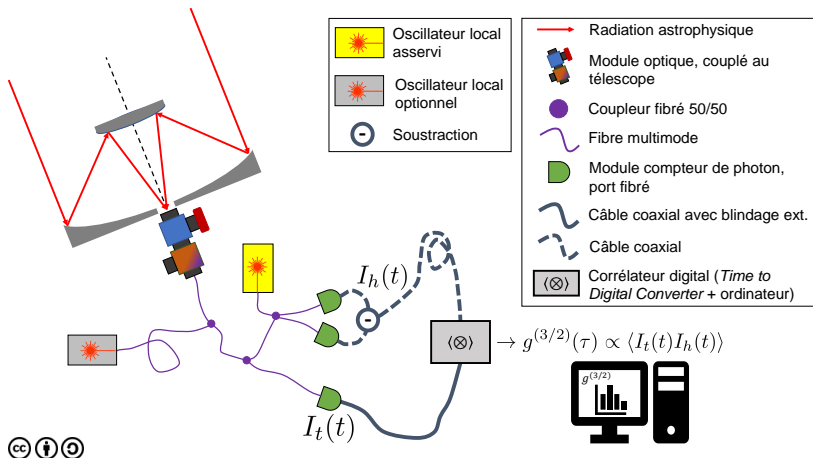 Oscillateur local
asservi
Oscillateur local
optionnel
-
Soustraction
Radiation astrophysique
Module optique, couplé au
télescope
Coupleur fibré 50/50
Fibre multimode
Module compteur de photon,
port fibré
Câble coaxial avec blindage ext.
Câble coaxial
⟨⊗⟩ Corrélateur digital (Time to
Digital Converter + ordinateur)
I_h(t)
-
⟨⊗⟩ → g^{(3/2)}(τ) ∝ ⟨I_t(t)I_h(t)⟩
g^{(3/2)}
I_t(t)
cc